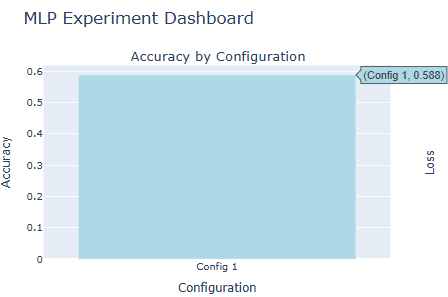 MLP Experiment Dashboard
Accuracy by Configuration
0.6
(Config 1, 0.588)
0.5
0.4
0.3
0.2
0.1
0
Accuracy
Loss
Config 1
Configuration